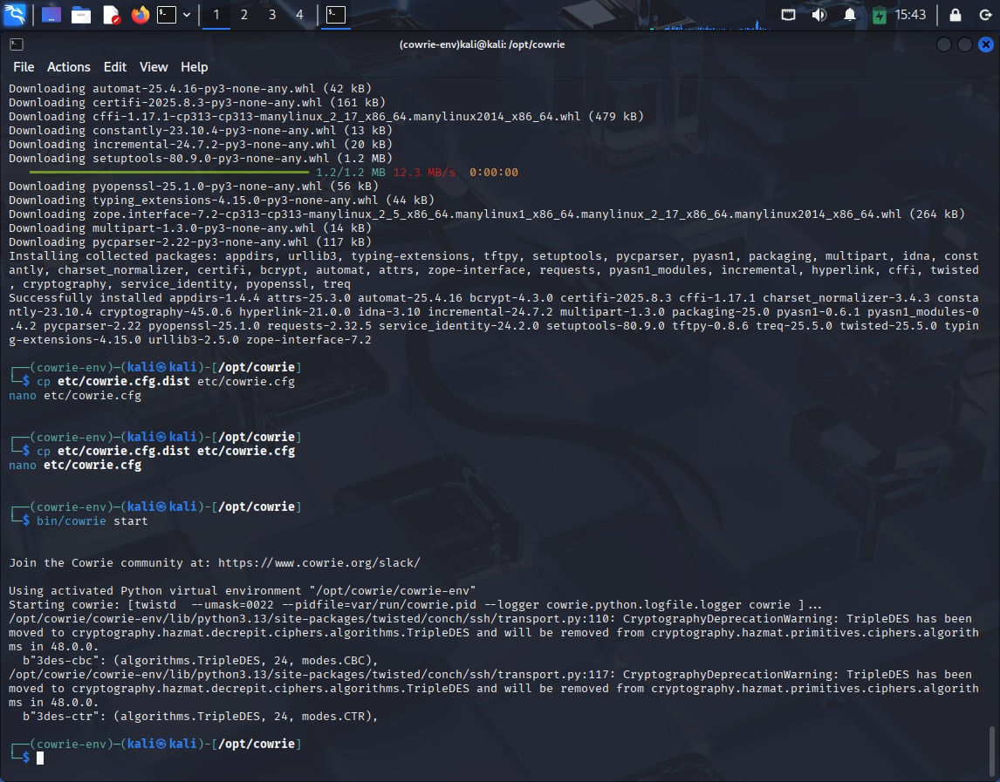 1 2 3 4
15:43
(cowrie-env)kali@kali: /opt/cowrie
File Actions Edit View Help
Downloading automat-25.4.16-py3-none-any.whl (42 kB)
Downloading certifi-2025.8.3-py3-none-any.whl (161 kB)
Downloading cffi-1.17.1-cp313-cp313-manylinux_2_17_x86_64.manylinux2014_x86_64.whl (479 kB)
Downloading constantly-23.10.4-py3-none-any.whl (13 kB)
Downloading incremental-24.7.2-py3-none-any.whl (20 kB)
Downloading setuptools-80.9.0-py3-none-any.whl (1.2 MB)
1.2/1.2 MB 12.3 MB/s 0:00:00
Downloading pyopenssl-25.1.0-py3-none-any.whl (56 kB)
Downloading typing_extensions-4.15.0-py3-none-any.whl (44 kB)
Downloading zope.interface-7.2-cp313-cp313-manylinux_2_5_x86_64.manylinux1_x86_64.manylinux_2_17_x86_64.manylinux2014_x86_64.whl (264 kB)
Downloading multipart-1.3.0-py3-none-any.whl (14 kB)
Downloading pycparser-2.22-py3-none-any.whl (117 kB)
Installing collected packages: appdirs, urllib3, typing-extensions, tftpy, setuptools, pycparser, pyasn1, packaging, multipart, idna, const
antly, charset_normalizer, certifi, bcrypt, automat, attrs, zope-interface, requests, pyasn1_modules, incremental, hyperlink, cffi, twisted
, cryptography, service_identity, pyopenssl, treq
Successfully installed appdirs-1.4.4 attrs-25.3.0 automat-25.4.16 bcrypt-4.3.0 certifi-2025.8.3 cffi-1.17.1 charset_normalizer-3.4.3 consta
ntly-23.10.4 cryptography-45.0.6 hyperlink-21.0.0 idna-3.10 incremental-24.7.2 multipart-1.3.0 packaging-25.0 pyasn1-0.6.1 pyasn1_modules-0
.4.2 pycparser-2.22 pyopenssl-25.1.0 requests-2.32.5 service_identity-24.2.0 setuptools-80.9.0 tftpy-0.8.6 treq-25.5.0 twisted-25.5.0 typin
g-extensions-4.15.0 urllib3-2.5.0 zope-interface-7.2
┌──(cowrie-env)─(kali㉿kali)-[/opt/cowrie]
└─$ cp etc/cowrie.cfg.dist etc/cowrie.cfg
nano etc/cowrie.cfg
┌──(cowrie-env)─(kali㉿kali)-[/opt/cowrie]
└─$ cp etc/cowrie.cfg.dist etc/cowrie.cfg
nano etc/cowrie.cfg
┌──(cowrie-env)─(kali㉿kali)-[/opt/cowrie]
└─$ bin/cowrie start
Join the Cowrie community at: https://www.cowrie.org/slack/
Using activated Python virtual environment "/opt/cowrie/cowrie-env"
Starting cowrie: [twistd  --umask=0022 --pidfile=var/run/cowrie.pid --logger cowrie.python.logfile.logger cowrie ]...
/opt/cowrie/cowrie-env/lib/python3.13/site-packages/twisted/conch/ssh/transport.py:110: CryptographyDeprecationWarning: TripleDES has been
moved to cryptography.hazmat.decrepit.ciphers.algorithms.TripleDES and will be removed from cryptography.hazmat.primitives.ciphers.algorith
ms in 48.0.0.
b"3des-cbc": (algorithms.TripleDES, 24, modes.CBC),
/opt/cowrie/cowrie-env/lib/python3.13/site-packages/twisted/conch/ssh/transport.py:117: CryptographyDeprecationWarning: TripleDES has been
moved to cryptography.hazmat.decrepit.ciphers.algorithms.TripleDES and will be removed from cryptography.hazmat.primitives.ciphers.algorith
ms in 48.0.0.
b"3des-ctr": (algorithms.TripleDES, 24, modes.CTR),
┌──(cowrie-env)─(kali㉿kali)-[/opt/cowrie]
└─$